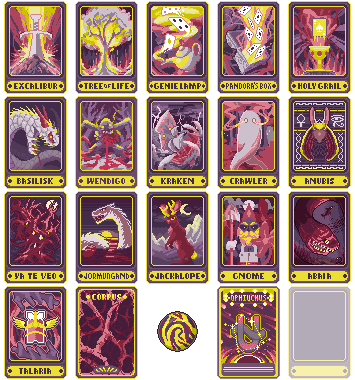 EXCALIBUR
TREE OF LIFE
GENIE LAMP
PANDORA'S BOX
HOLY GRAIL
BASILISK
WENDIGO
KRAKEN
CRAWLER
ANUBIS
YA TE VEO
JORMUNGAND
JACKALOPE
GNOME
ABAIA
TALARIA
CORPUS
OPHIUCHUS